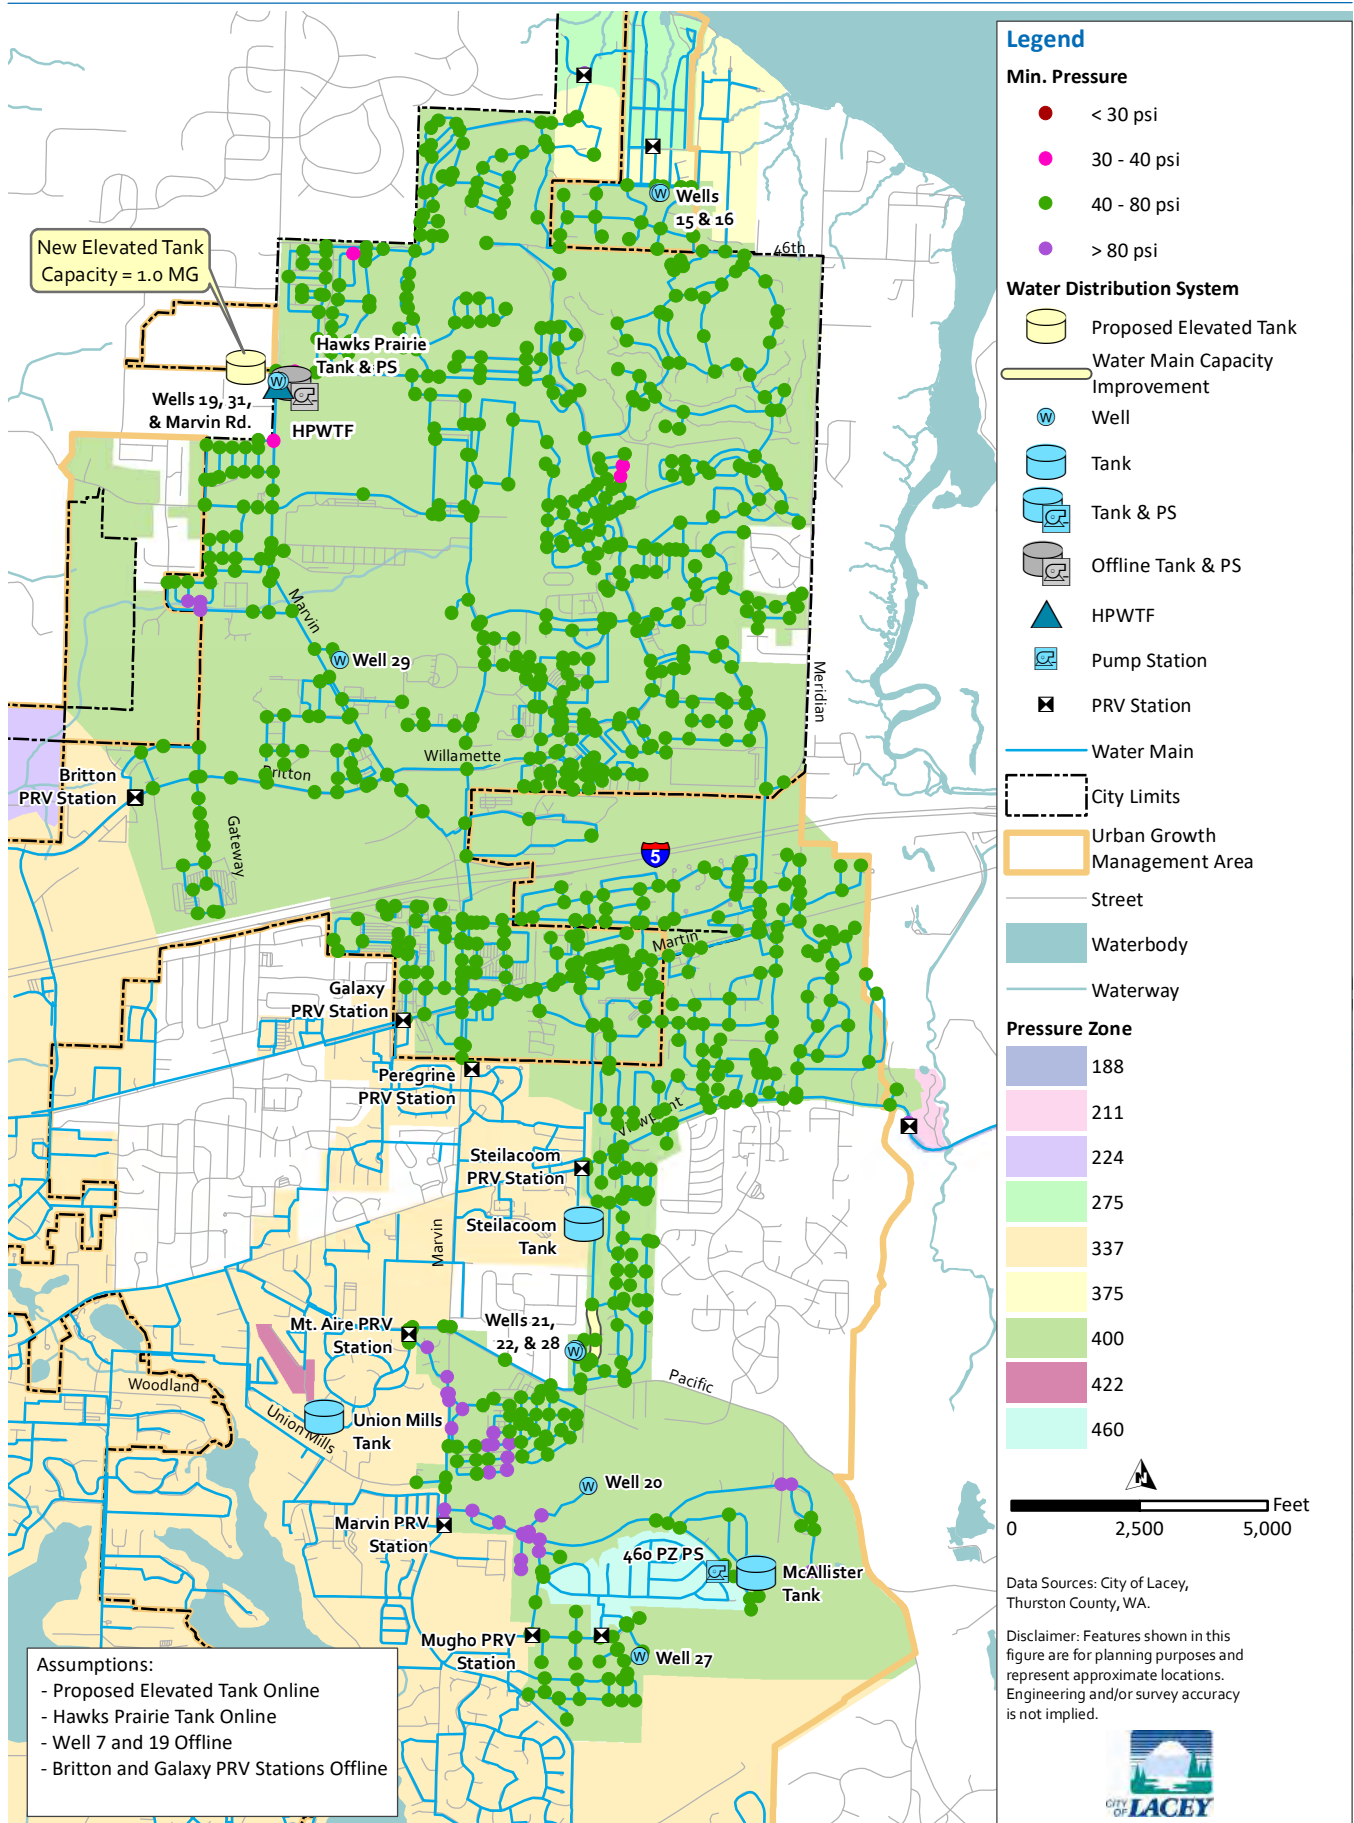 New Elevated Tank
Capacity = 1.0 MG
Wells
15 & 16
46th
Hawks Prairie
Tank & PS
Wells 19, 31,
& Marvin Rd.
HPWTF
Marvin
Well 29
Meridian
Willamette
Britton
Britton
PRV Station
Gateway
5
Martin
Galaxy
PRV Station
Peregrine
PRV Station
Viewpoint
Steilacoom
PRV Station
Steilacoom
Tank
Marvin
Wells 21,
22, & 28
Mt. Aire PRV
Station
Pacific
Woodland
Union Mills
Union Mills
Tank
Well 20
Marvin PRV
Station
460 PZ PS
McAllister
Tank
Mugho PRV
Station
Well 27
Assumptions:
- Proposed Elevated Tank Online
- Hawks Prairie Tank Online
- Well 7 and 19 Offline
- Britton and Galaxy PRV Stations Offline
Legend
Min. Pressure
< 30 psi
30 - 40 psi
40 - 80 psi
> 80 psi
Water Distribution System
Proposed Elevated Tank
Water Main Capacity
Improvement
W Well
Tank
Tank & PS
Offline Tank & PS
HPWTF
Pump Station
PRV Station
Water Main
City Limits
Urban Growth
Management Area
Street
Waterbody
Waterway
Pressure Zone
188
211
224
275
337
375
400
422
460
N
Feet
0 2,500 5,000
Data Sources: City of Lacey,
Thurston County, WA.
Disclaimer: Features shown in this
figure are for planning purposes and
represent approximate locations.
Engineering and/or survey accuracy
is not implied.
CITY OF LACEY